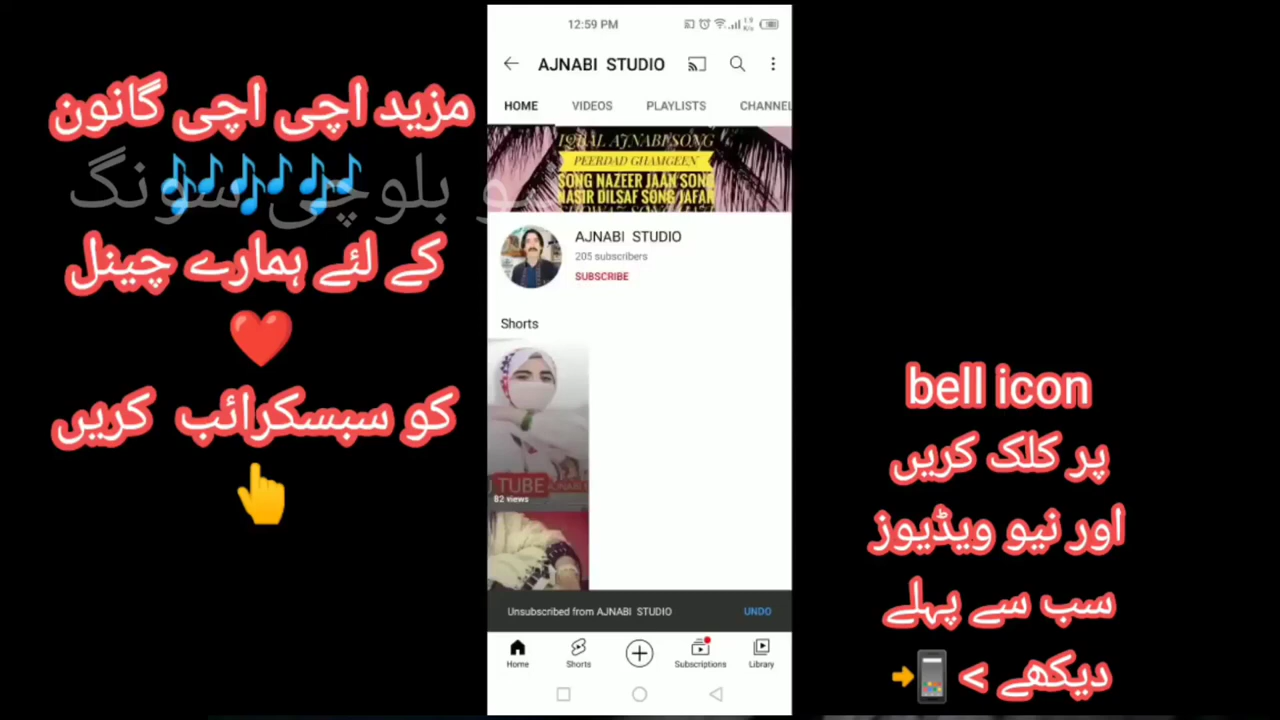 مزید اچی اچی گانون
بلوچی سونگ
کے لئے ہمارے چینل
کو سبسکرائب کریں
12:59 PM
AJNABI STUDIO
HOME VIDEOS PLAYLISTS CHANNEL
IQBAL AJNABI SONG
PEERDAD GHAMGEEN
SONG NAZEER JAAN SONG
NASIR DILSAF SONG JAFAR
AJNABI STUDIO
205 subscribers
SUBSCRIBE
Shorts
TUBE
82 views
Unsubscribed from AJNABI STUDIO UNDO
Home Shorts Subscriptions Library
bell icon
پر کلک کریں
اور نیو ویڈیوز
سب سے پہلے
دیکھے >